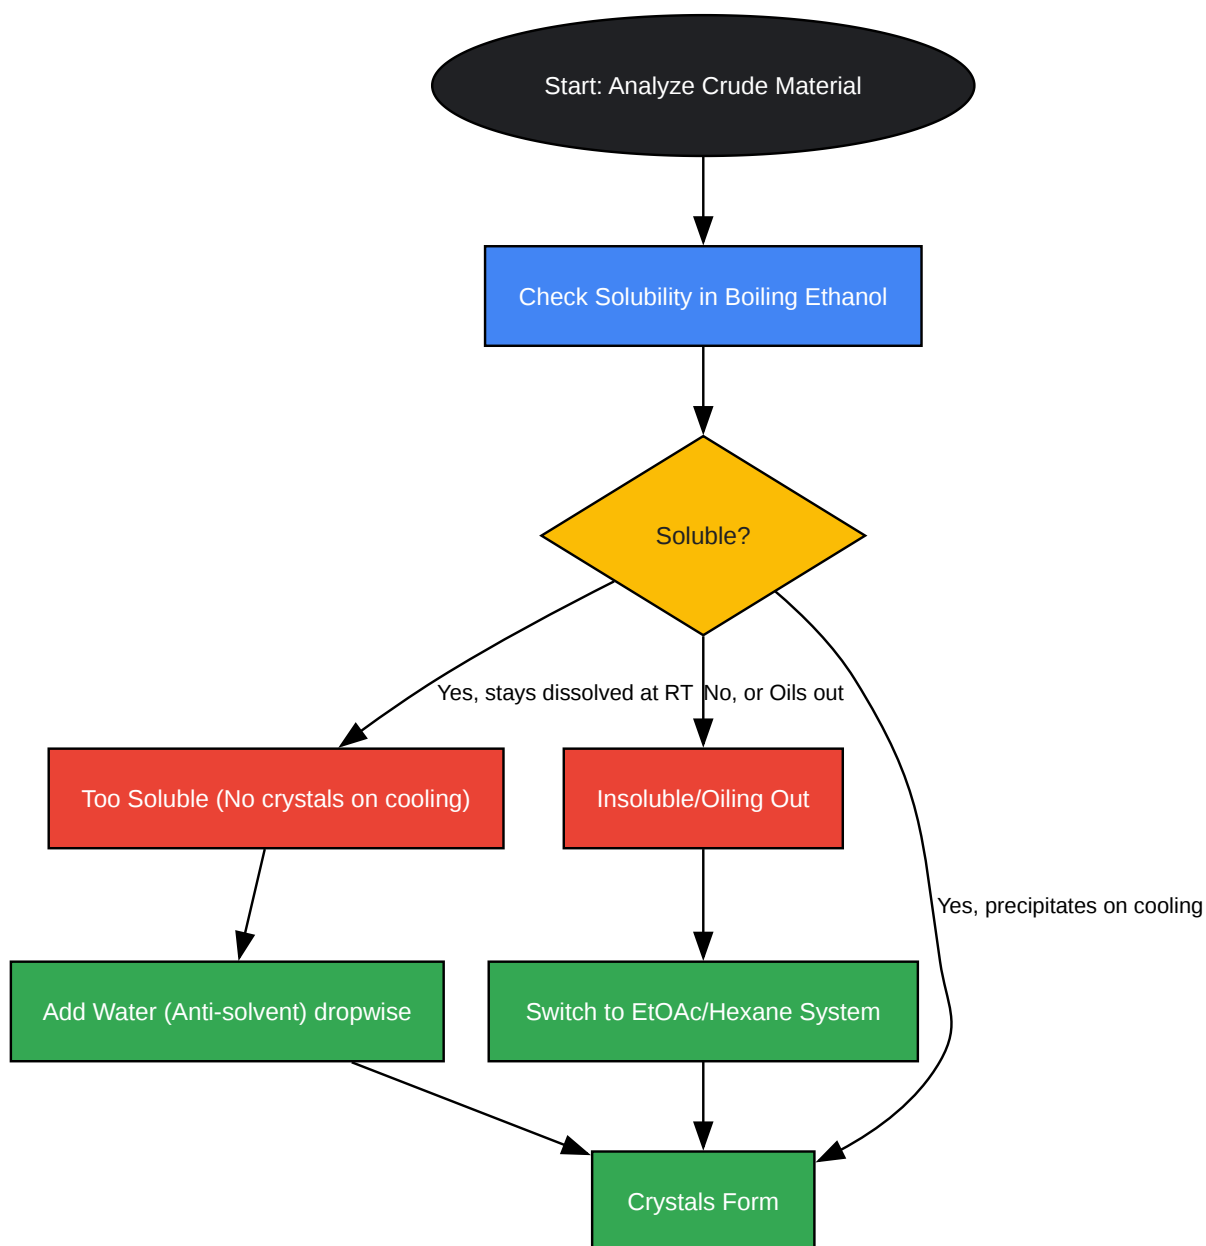 Start: Analyze Crude Material
Check Solubility in Boiling Ethanol
Soluble?
Yes, stays dissolved at RT
No, or Oils out
Too Soluble (No crystals on cooling)
Insoluble/Oiling Out
Yes, precipitates on cooling
Add Water (Anti-solvent) dropwise
Switch to EtOAc/Hexane System
Crystals Form